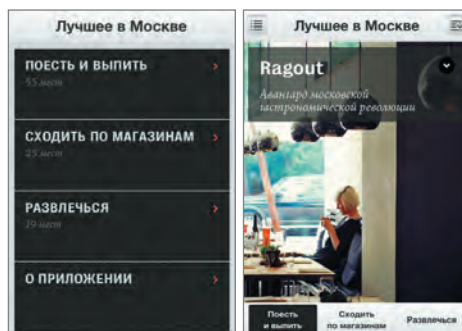 Лучшее в Москве
ПОЕСТЬ И ВЫПИТЬ
55 мест
СХОДИТЬ ПО МАГАЗИНАМ
25 мест
РАЗВЛЕЧЬСЯ
19 мест
О ПРИЛОЖЕНИИ
Лучшее в Москве
Ragout
Авангард московской
гастрономической революции
Поесть
и выпить
Сходить
по магазинам
Развлечься